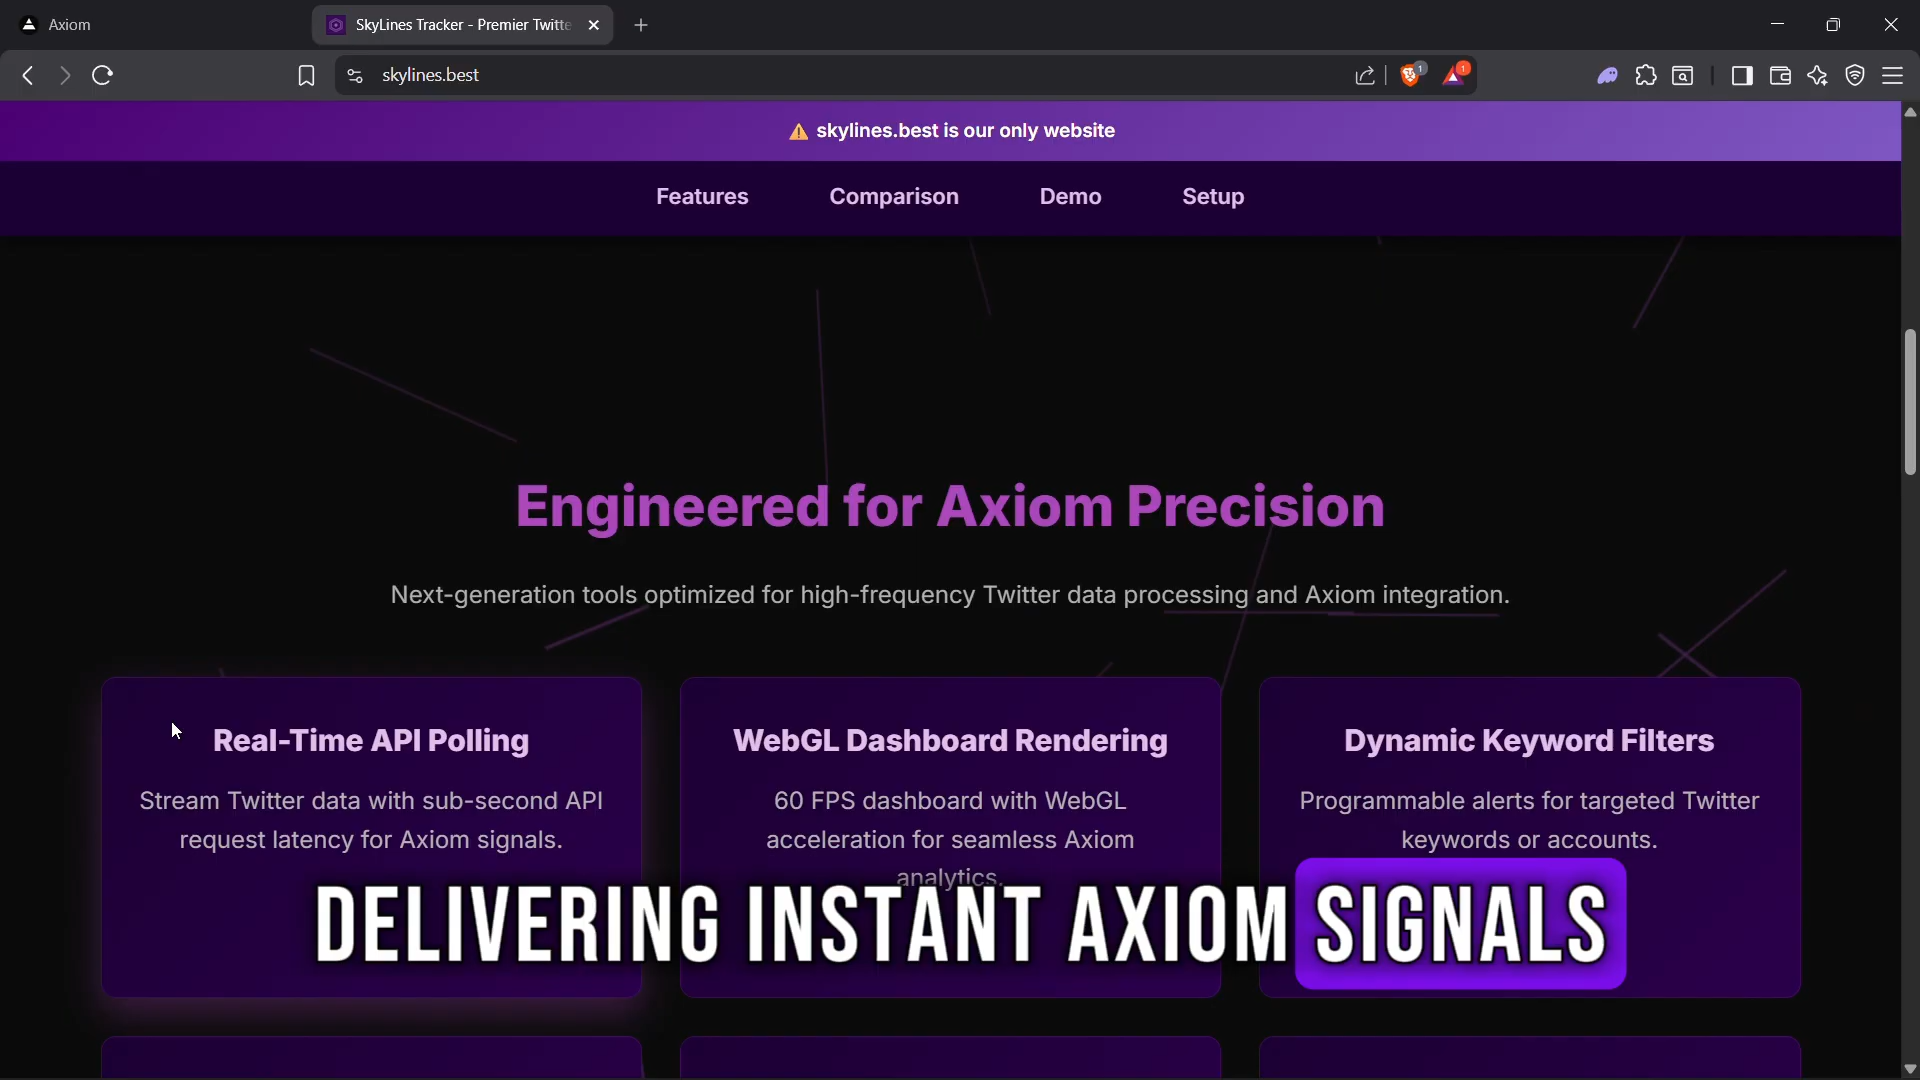 Axiom
SkyLines Tracker - Premier Twitte
skylines.best
1
1
⚠ skylines.best is our only website
Features
Comparison
Demo
Setup
Engineered for Axiom Precision
Next-generation tools optimized for high-frequency Twitter data processing and Axiom integration.
Real-Time API Polling
Stream Twitter data with sub-second API
request latency for Axiom signals.
WebGL Dashboard Rendering
60 FPS dashboard with WebGL
acceleration for seamless Axiom
analytics.
Dynamic Keyword Filters
Programmable alerts for targeted Twitter
keywords or accounts.
DELIVERING INSTANT AXIOM SIGNALS